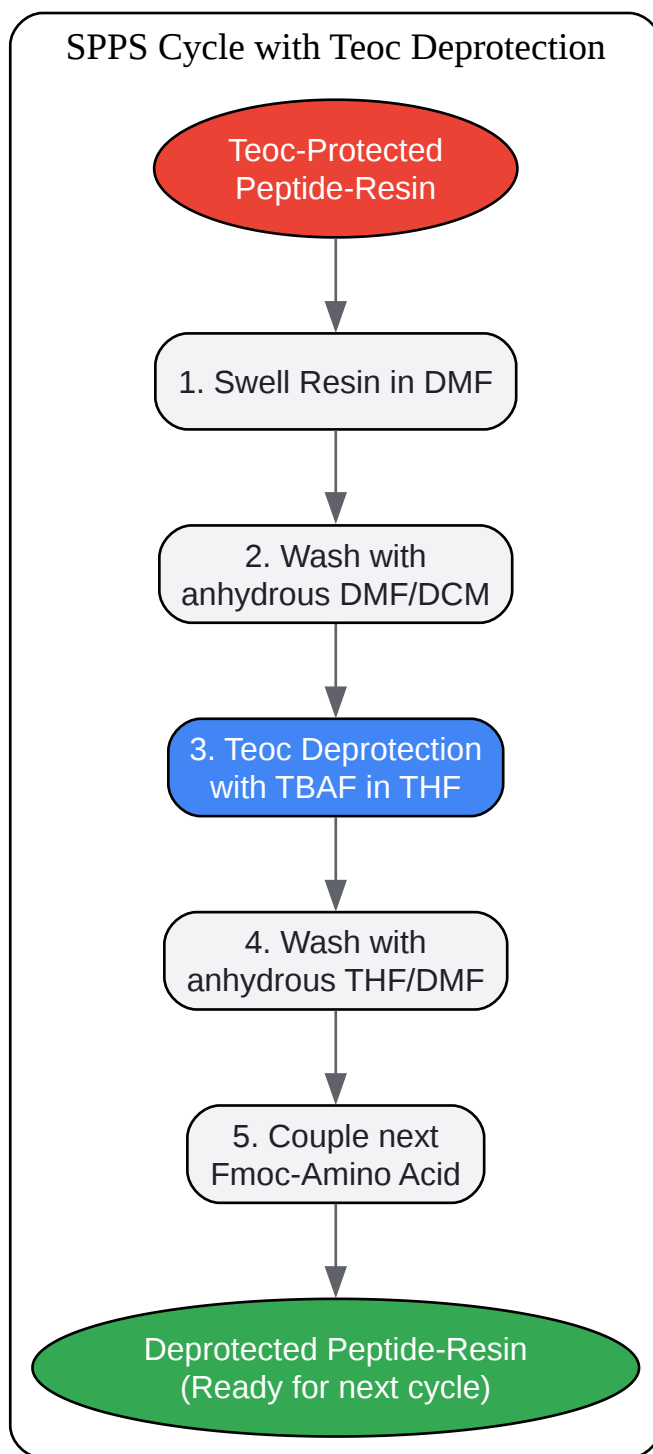 SPPS Cycle with Teoc Deprotection
Teoc-Protected
Peptide-Resin
1. Swell Resin in DMF
2. Wash with
anhydrous DMF/DCM
3. Teoc Deprotection
with TBAF in THF
4. Wash with
anhydrous THF/DMF
5. Couple next
Fmoc-Amino Acid
Deprotected Peptide-Resin
(Ready for next cycle)